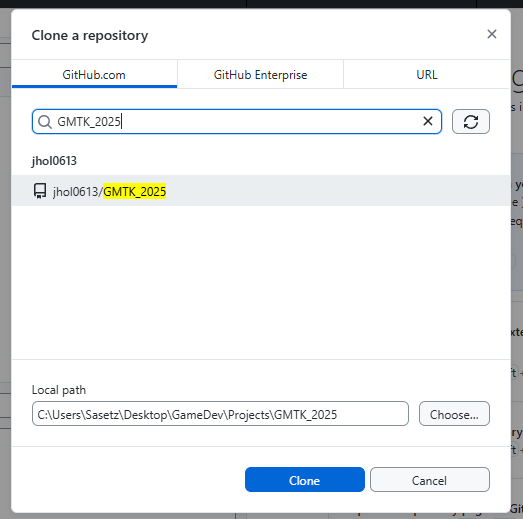 Clone a repository
GitHub.com
GitHub Enterprise
URL
GMTK_2025
jhol0613
jhol0613/GMTK_2025
Local path
C:\Users\Sasetz\Desktop\GameDev\Projects\GMTK_2025
Choose...
Clone
Cancel